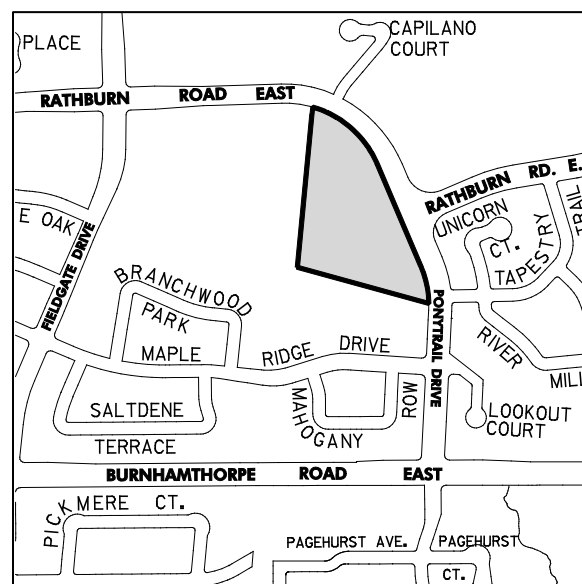 PLACE
CAPILANO
COURT
RATHBURN ROAD EAST
RATHBURN RD. E.
UNICORN
CT.
TAPESTRY
TRAIL
E OAK
FIELDGATE DRIVE
BRANCHWOOD
PARK
MAPLE RIDGE DRIVE
PONYTRAIL DRIVE
RIVER
MILL
SALTDENE
TERRACE
MAHOGANY
ROW
LOOKOUT
COURT
BURNHAMTHORPE ROAD EAST
PICKMERE CT.
PAGEHURST AVE.
PAGEHURST
CT.